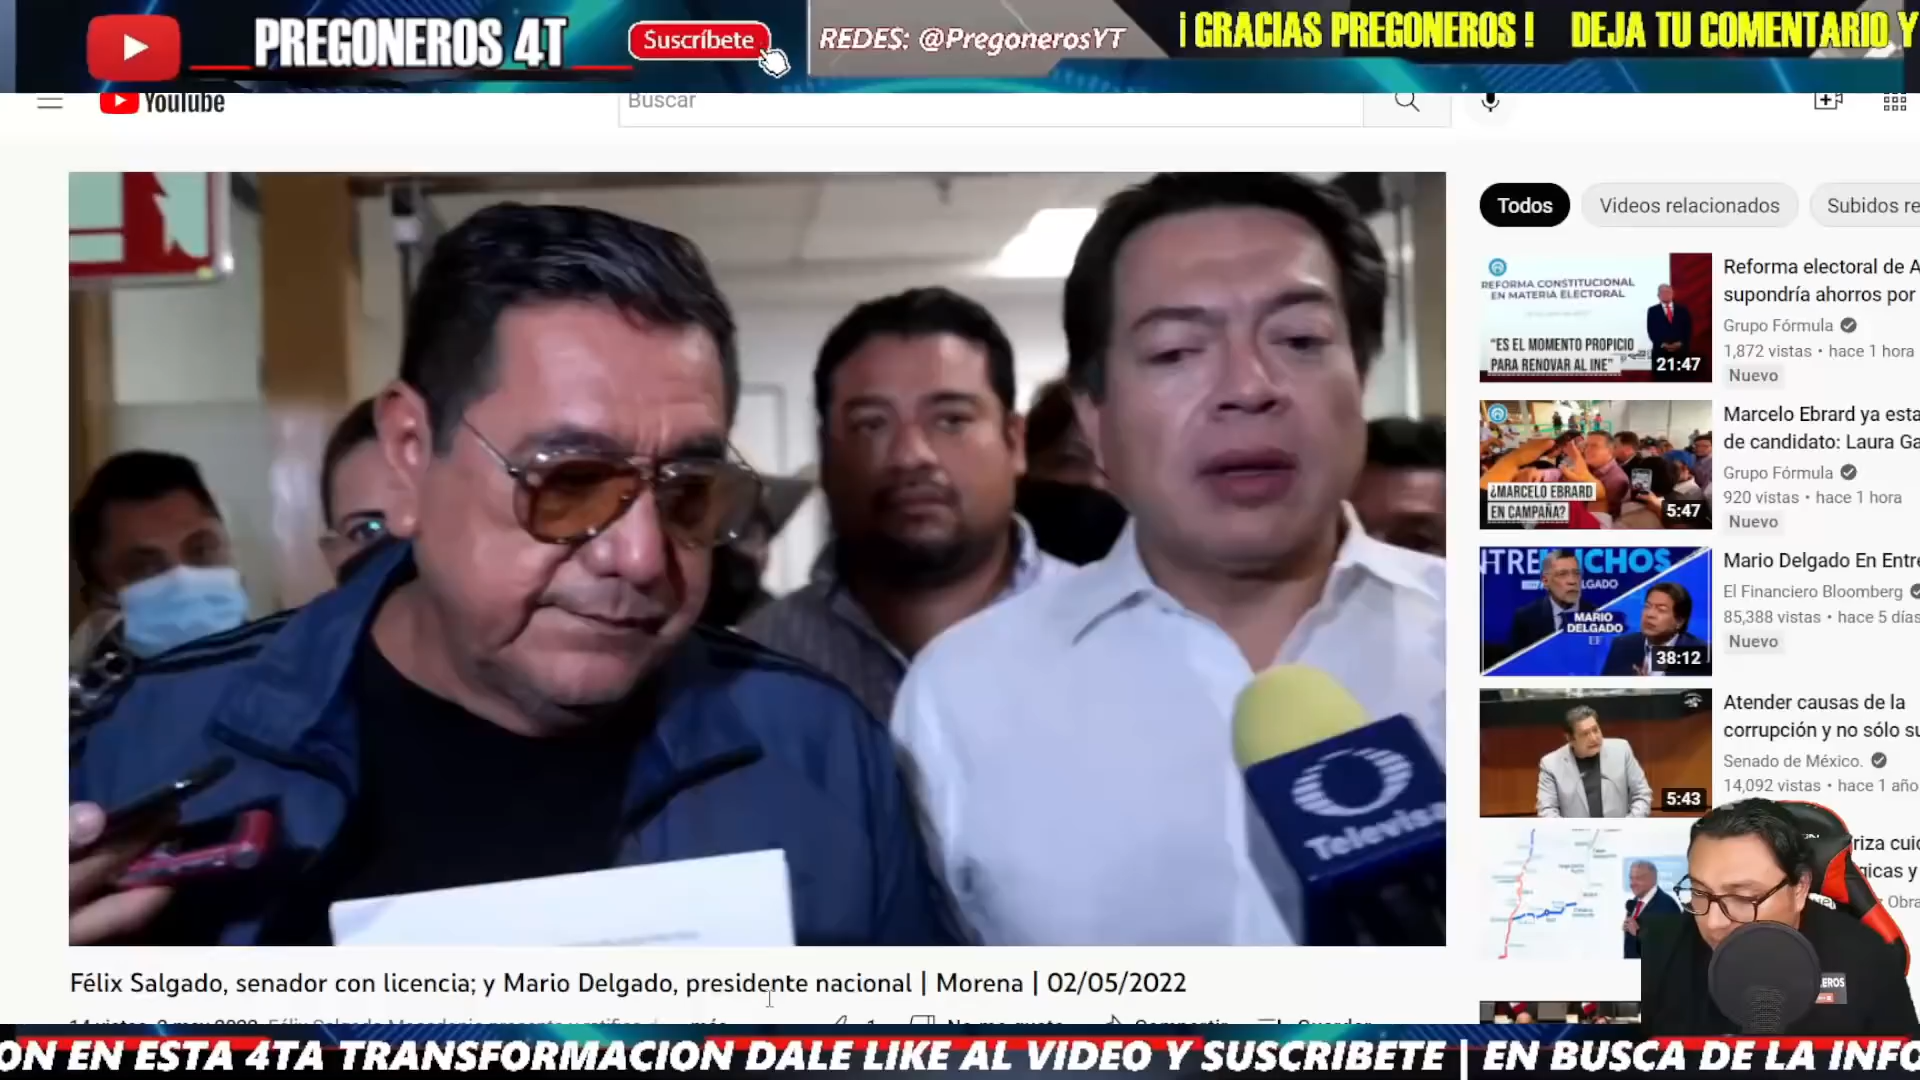 PREGONEROS 4T
Suscríbete
REDES: @PregonerosYT
¡ GRACIAS PREGONEROS ! DEJA TU COMENTARIO Y
YouTube
Buscar
Todos
Videos relacionados
Subidos re
REFORMA CONSTITUCIONAL
EN MATERIA ELECTORAL
"ES EL MOMENTO PROPICIO
PARA RENOVAR AL INE"
21:47
Reforma electoral de A
supondría ahorros por
Grupo Fórmula
1,872 vistas • hace 1 hora
Nuevo
¿MARCELO EBRARD
EN CAMPAÑA?
5:47
Marcelo Ebrard ya esta
de candidato: Laura Ga
Grupo Fórmula
920 vistas • hace 1 hora
Nuevo
MARIO
DELGADO
38:12
Mario Delgado En Entre
El Financiero Bloomberg
85,388 vistas • hace 5 días
Nuevo
5:43
Atender causas de la
corrupción y no sólo su
Senado de México.
14,092 vistas • hace 1 año
riza cuid
gicas y
Obra
Televisa
EROS
Félix Salgado, senador con licencia; y Mario Delgado, presidente nacional | Morena | 02/05/2022
ON EN ESTA 4TA TRANSFORMACION DALE LIKE AL VIDEO Y SUSCRIBETE | EN BUSCA DE LA INFO